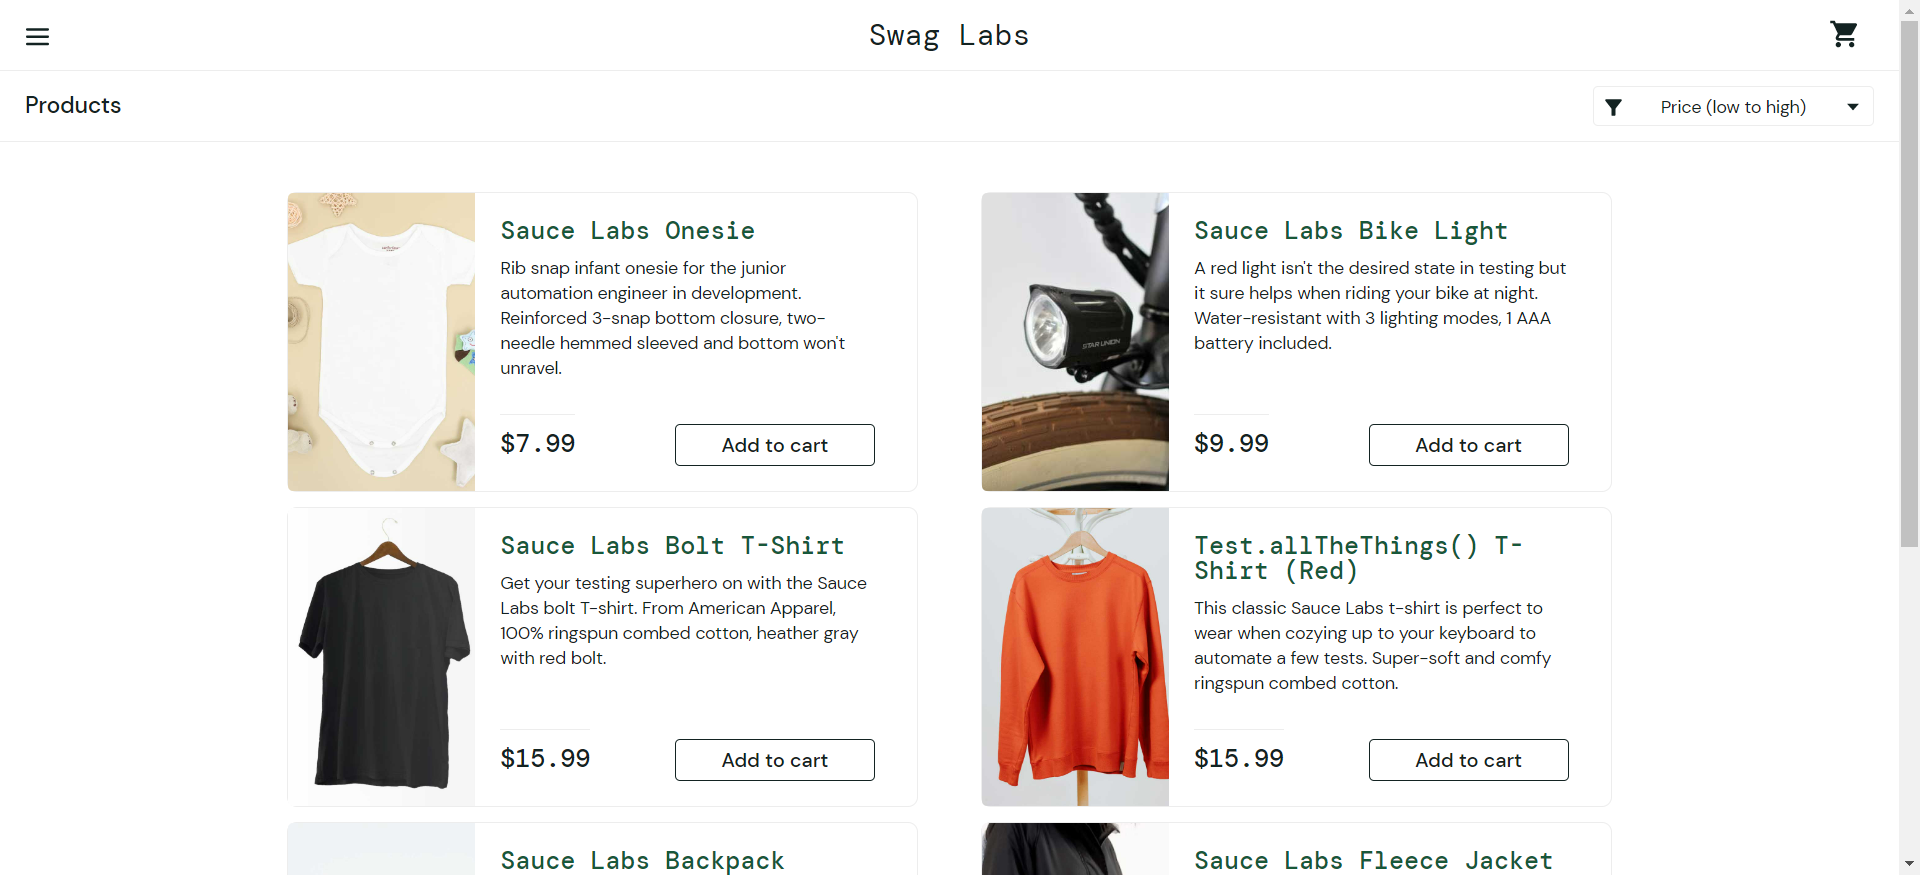 Swag Labs
Products
Price (low to high)
Sauce Labs Onesie
Rib snap infant onesie for the junior
automation engineer in development.
Reinforced 3-snap bottom closure, two-
needle hemmed sleeved and bottom won't
unravel.
$7.99
Add to cart
Sauce Labs Bike Light
A red light isn't the desired state in testing but
it sure helps when riding your bike at night.
Water-resistant with 3 lighting modes, 1 AAA
battery included.
STAR UNION
$9.99
Add to cart
Sauce Labs Bolt T-Shirt
Get your testing superhero on with the Sauce
Labs bolt T-shirt. From American Apparel,
100% ringspun combed cotton, heather gray
with red bolt.
$15.99
Add to cart
Test.allTheThings() T-
Shirt (Red)
This classic Sauce Labs t-shirt is perfect to
wear when cozying up to your keyboard to
automate a few tests. Super-soft and comfy
ringspun combed cotton.
$15.99
Add to cart
Sauce Labs Backpack
Sauce Labs Fleece Jacket